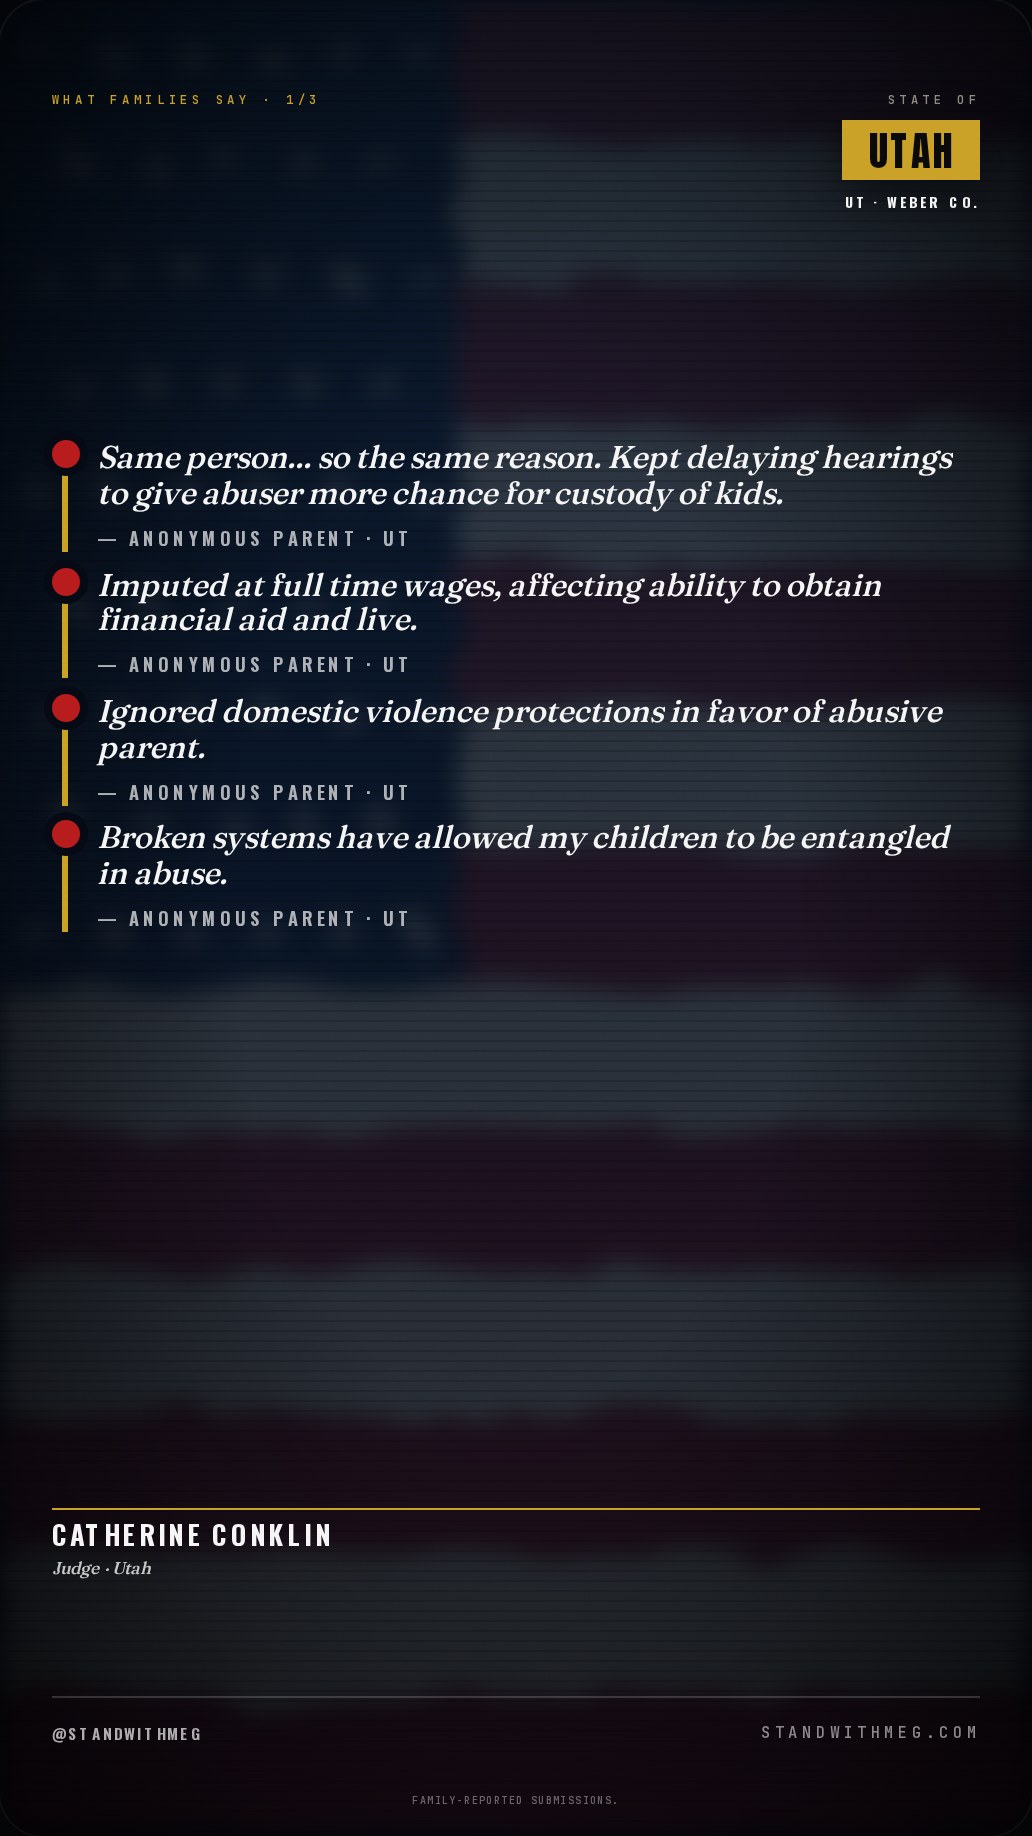 WHAT FAMILIES SAY · 1/3
STATE OF
UTAH
UT · WEBER CO.
Same person... so the same reason. Kept delaying hearings
to give abuser more chance for custody of kids.
— ANONYMOUS PARENT · UT
Imputed at full time wages, affecting ability to obtain
financial aid and live.
— ANONYMOUS PARENT · UT
Ignored domestic violence protections in favor of abusive
parent.
— ANONYMOUS PARENT · UT
Broken systems have allowed my children to be entangled
in abuse.
— ANONYMOUS PARENT · UT
CATHERINE CONKLIN
Judge · Utah
@STANDWITHMEG
STANDWITHMEG.COM
FAMILY-REPORTED SUBMISSIONS.